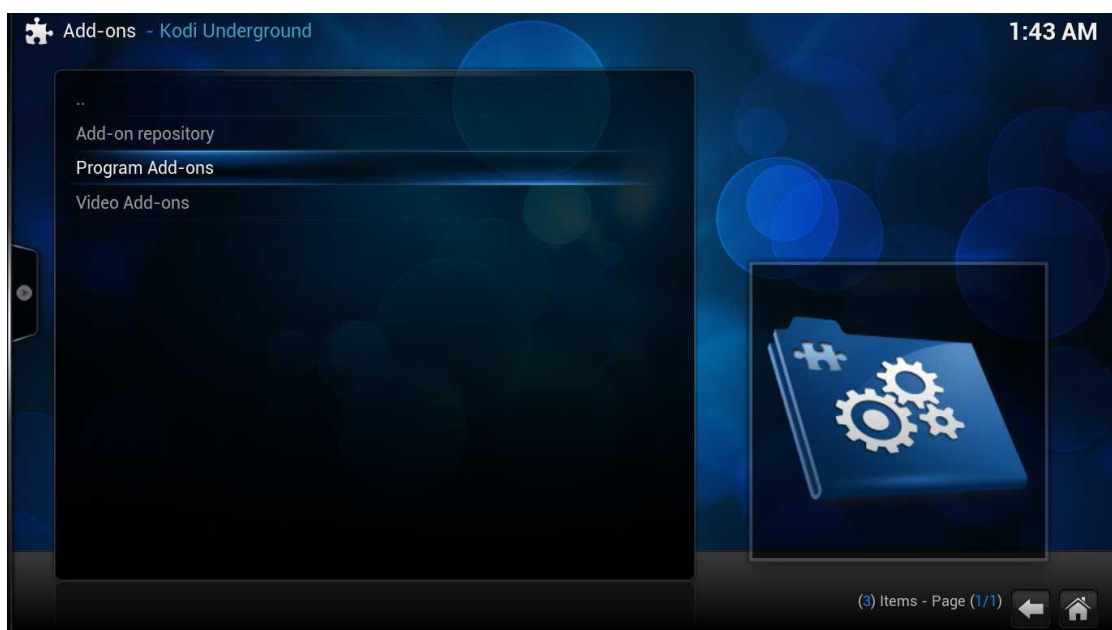 Add-ons - Kodi Underground
1:43 AM
..
Add-on repository
Program Add-ons
Video Add-ons
(3) Items - Page (1/1)